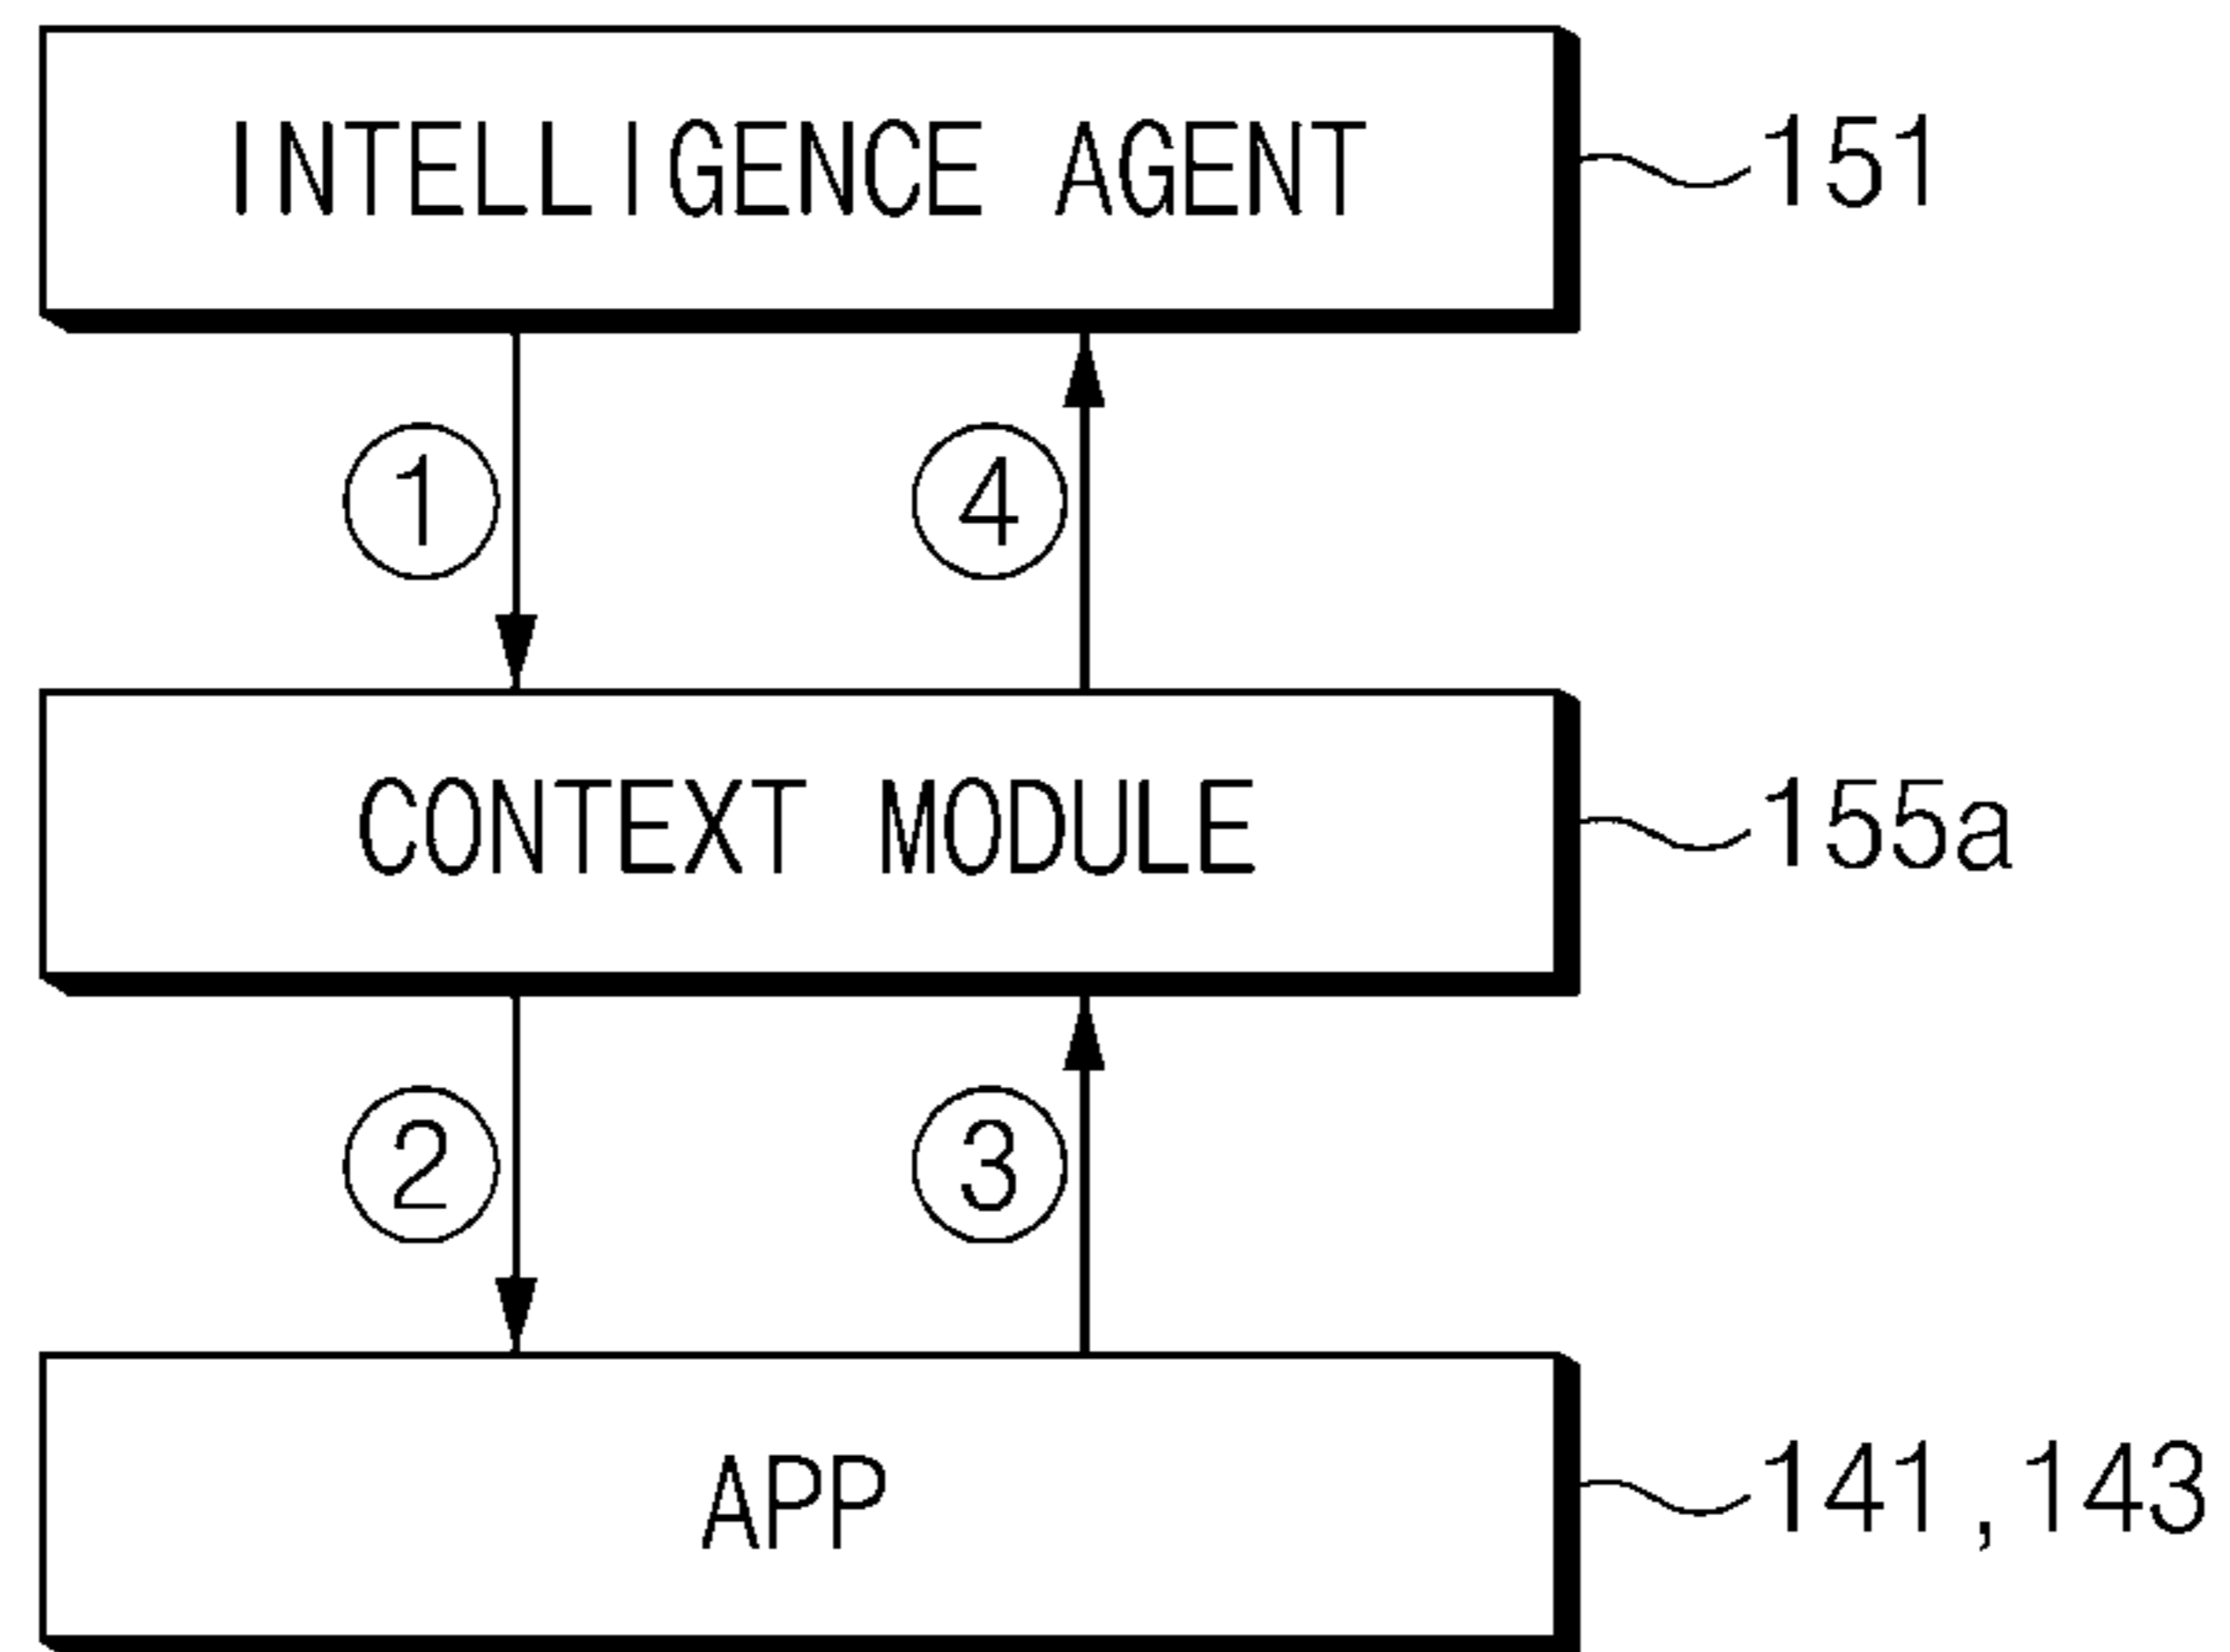 INTELLIGENCE AGENT
151
① ④
CONTEXT MODULE
155a
② ③
APP
141,143